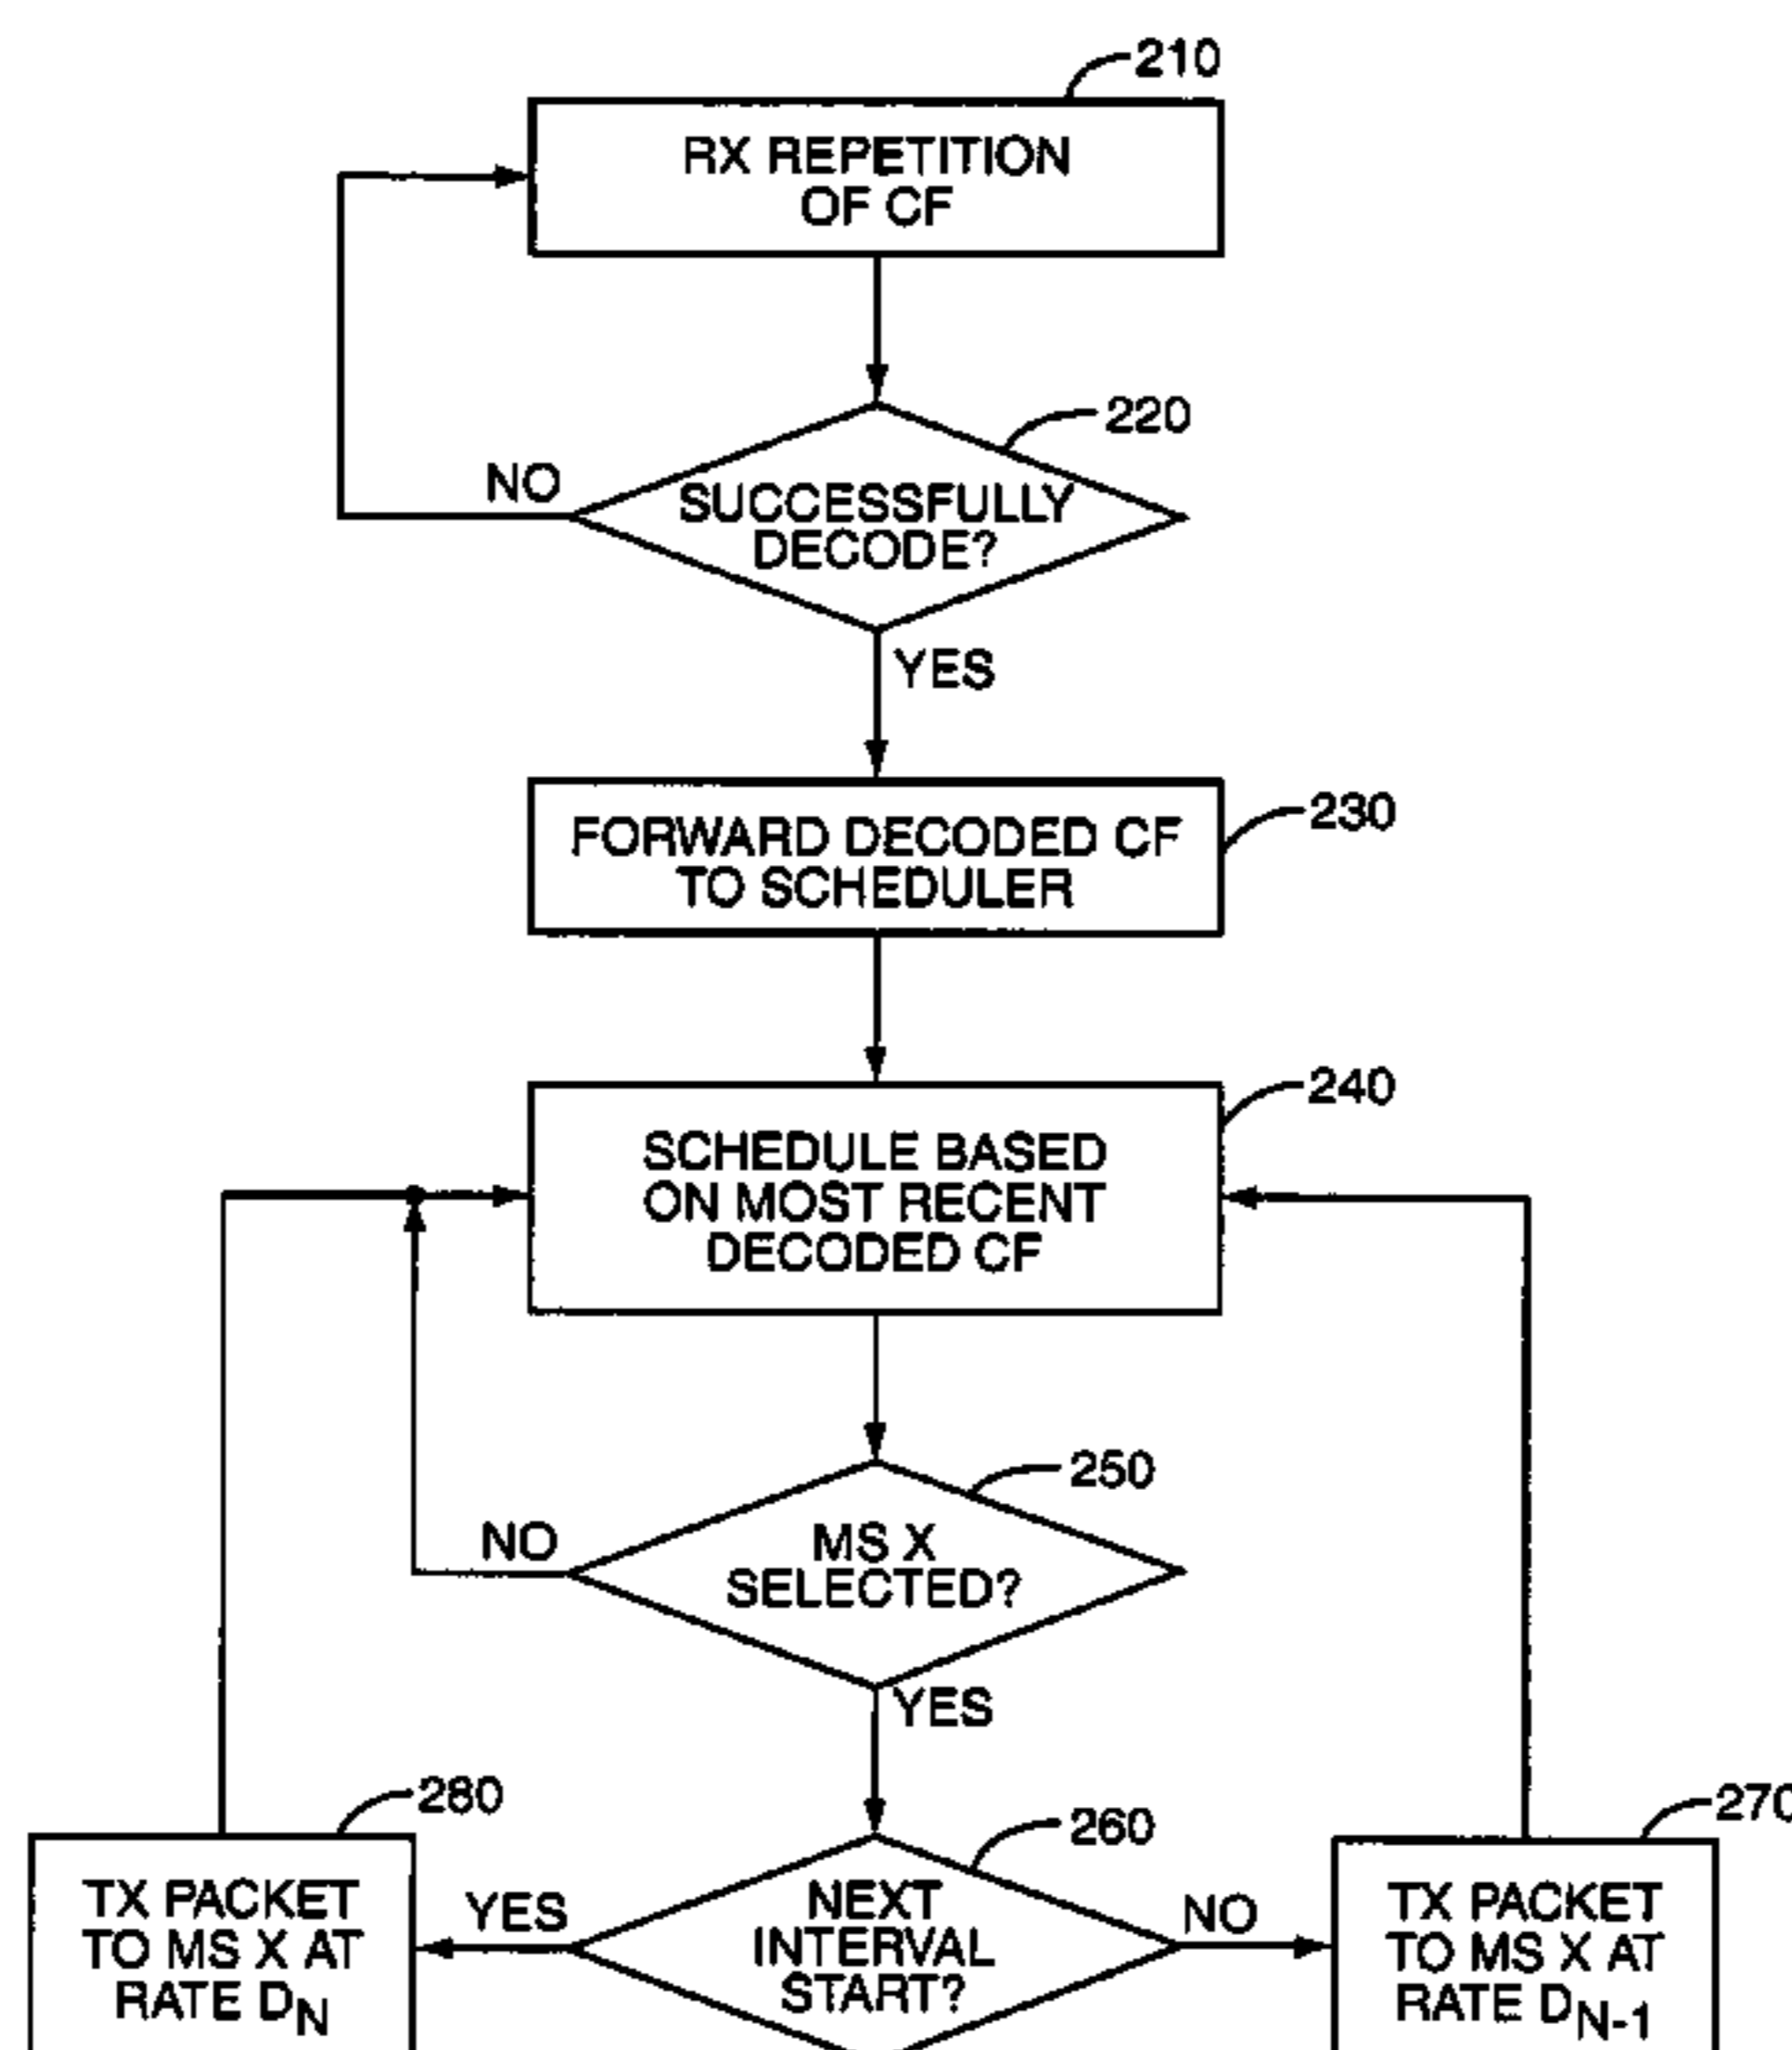 210
RX REPETITION
OF CF
220
NO
SUCCESSFULLY
DECODE?
YES
230
FORWARD DECODED CF
TO SCHEDULER
240
SCHEDULE BASED
ON MOST RECENT
DECODED CF
250
NO
MS X
SELECTED?
YES
280
260
270
TX PACKET
TO MS X AT
RATE DN
YES
NEXT
INTERVAL
START?
NO
TX PACKET
TO MS X AT
RATE DN-1